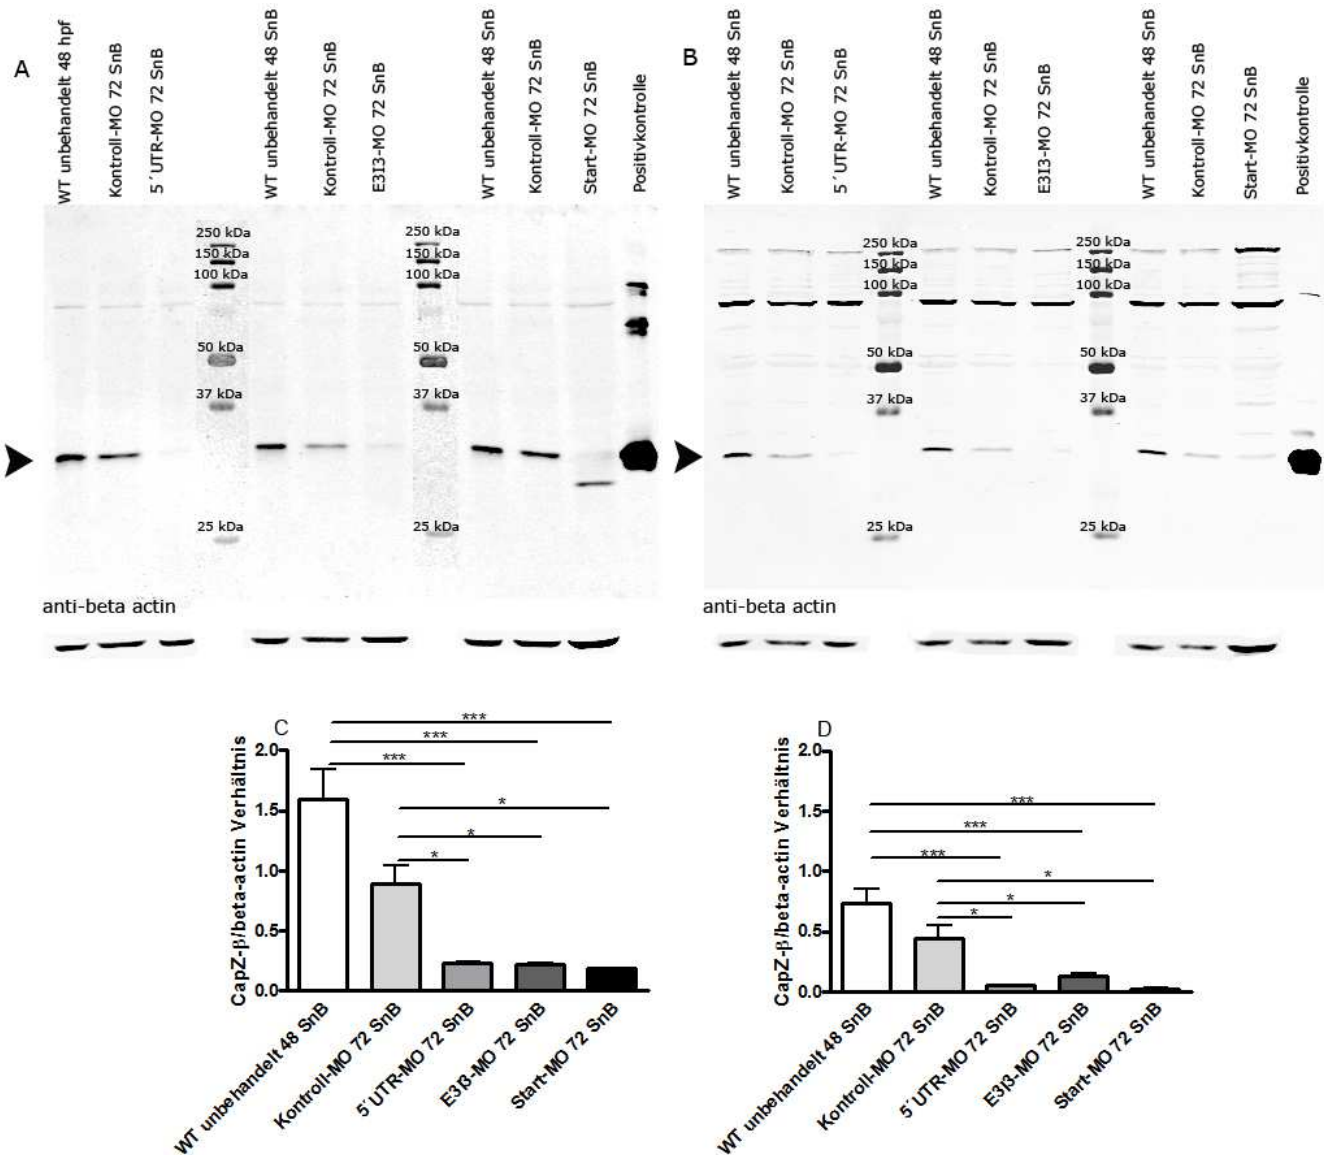 A
WT unbehandelt 48 hpf
Kontroll-MO 72 SnB
5´UTR-MO 72 SnB
WT unbehandelt 48 SnB
Kontroll-MO 72 SnB
E3I3-MO 72 SnB
WT unbehandelt 48 SnB
Kontroll-MO 72 SnB
Start-MO 72 SnB
Positivkontrolle
250 kDa
150 kDa
100 kDa
50 kDa
37 kDa
25 kDa
250 kDa
150 kDa
100 kDa
50 kDa
37 kDa
25 kDa
anti-beta actin
B
WT unbehandelt 48 SnB
Kontroll-MO 72 SnB
5´UTR-MO 72 SnB
WT unbehandelt 48 SnB
Kontroll-MO 72 SnB
E3I3-MO 72 SnB
WT unbehandelt 48 SnB
Kontroll-MO 72 SnB
Start-MO 72 SnB
Positivkontrolle
250 kDa
150 kDa
100 kDa
50 kDa
37 kDa
25 kDa
250 kDa
150 kDa
100 kDa
50 kDa
37 kDa
25 kDa
anti-beta actin
C
CapZ-β/beta-actin Verhältnis
2.0
1.5
1.0
0.5
0.0
***
***
***
*
*
*
WT unbehandelt 48 SnB
Kontroll-MO 72 SnB
5´UTR-MO 72 SnB
E3I3-MO 72 SnB
Start-MO 72 SnB
D
CapZ-β/beta-actin Verhältnis
2.0
1.5
1.0
0.5
0.0
***
***
***
*
*
*
WT unbehandelt 48 SnB
Kontroll-MO 72 SnB
5´UTR-MO 72 SnB
E3I3-MO 72 SnB
Start-MO 72 SnB